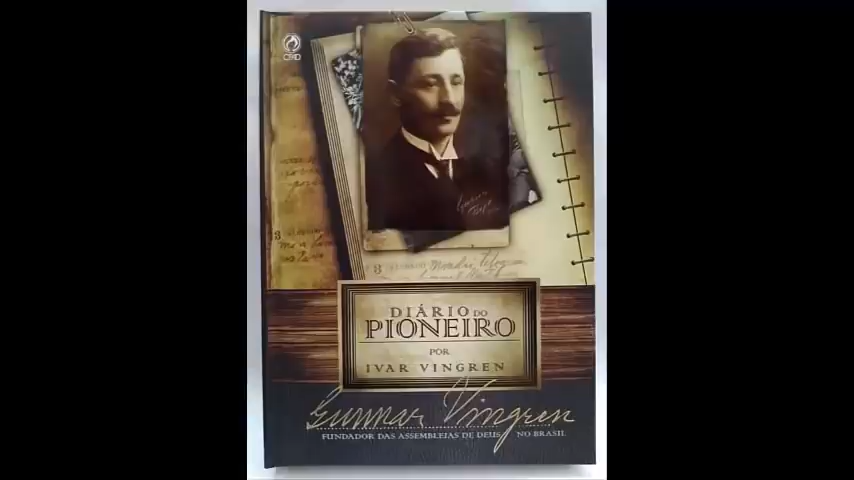 CPAD
DIÁRIO DO
PIONEIRO
POR
IVAR VINGREN
Gunnar Vingren
FUNDADOR DAS ASSEMBLEIAS DE DEUS NO BRASIL